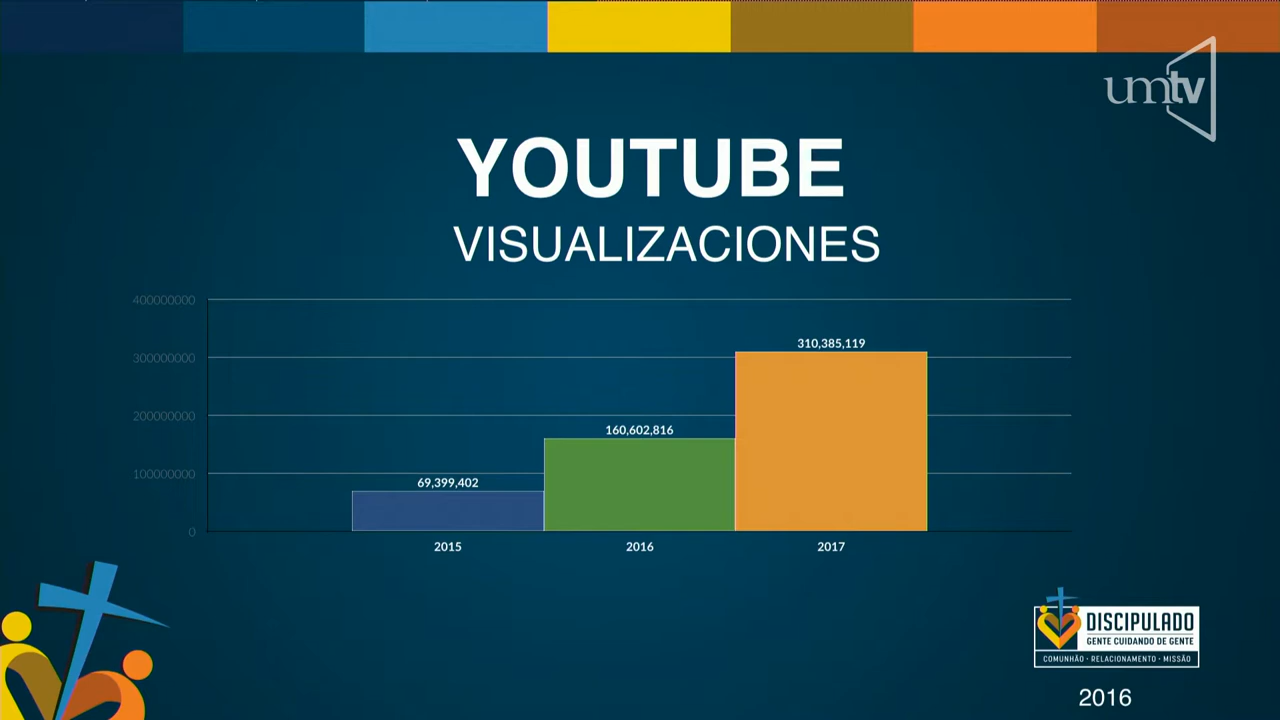 umtv
YOUTUBE
VISUALIZACIONES
400000000
300000000
200000000
100000000
0
69,399,402
160,602,816
310,385,119
2015
2016
2017
DISCIPULADO
GENTE CUIDANDO DE GENTE
COMUNHÃO · RELACIONAMENTO · MISSÃO
2016